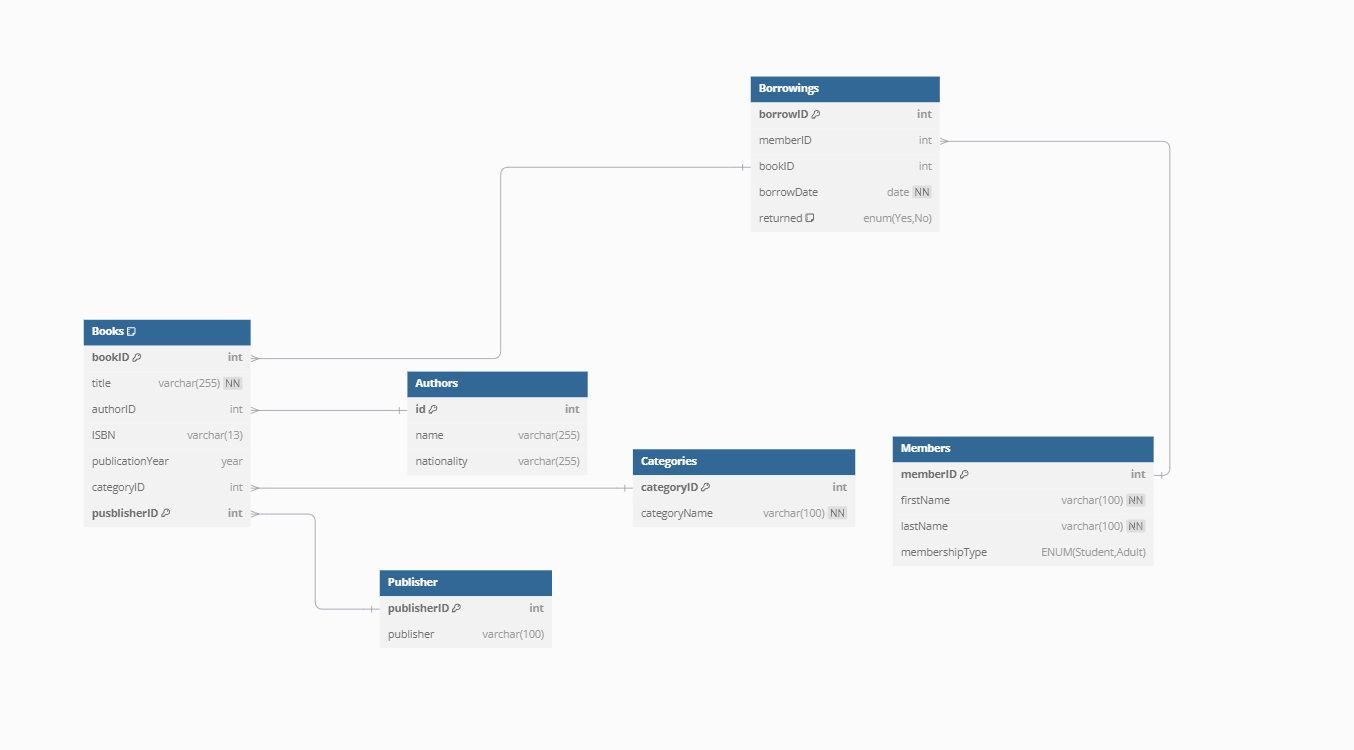 Borrowings
borrowID int
memberID int
bookID int
borrowDate date NN
returned enum(Yes,No)
Books
bookID int
title varchar(255) NN
authorID int
ISBN varchar(13)
publicationYear year
categoryID int
pusblisherID int
Authors
id int
name varchar(255)
nationality varchar(255)
Categories
categoryID int
categoryName varchar(100) NN
Members
memberID int
firstName varchar(100) NN
lastName varchar(100) NN
membershipType ENUM(Student,Adult)
Publisher
publisherID int
publisher varchar(100)